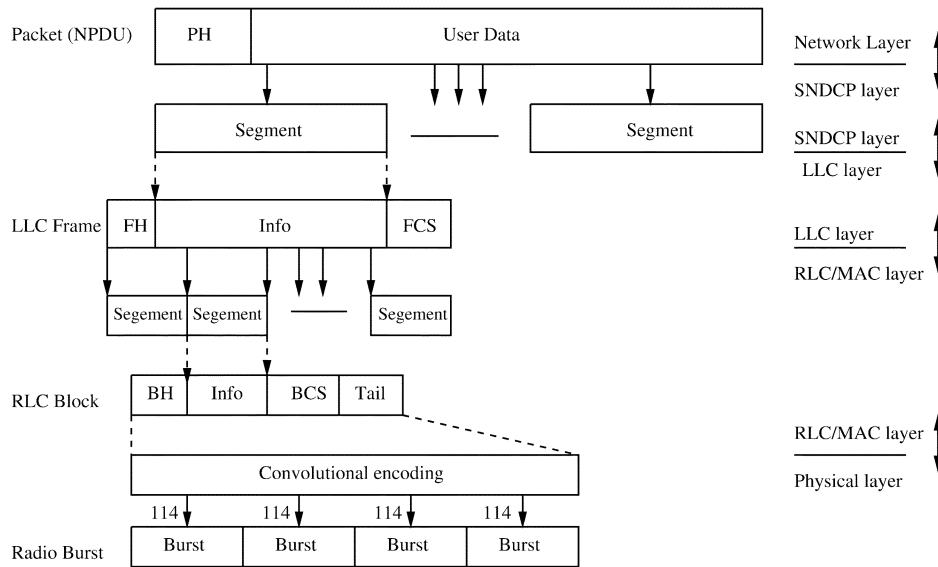 Packet (NPDU) PH User Data
Network Layer
SNDCP layer
Segment Segment
SNDCP layer
LLC layer
LLC Frame FH Info FCS
LLC layer
RLC/MAC layer
Segement Segement Segement
RLC Block BH Info BCS Tail
RLC/MAC layer
Convolutional encoding
Physical layer
114 114 114 114
Radio Burst Burst Burst Burst Burst